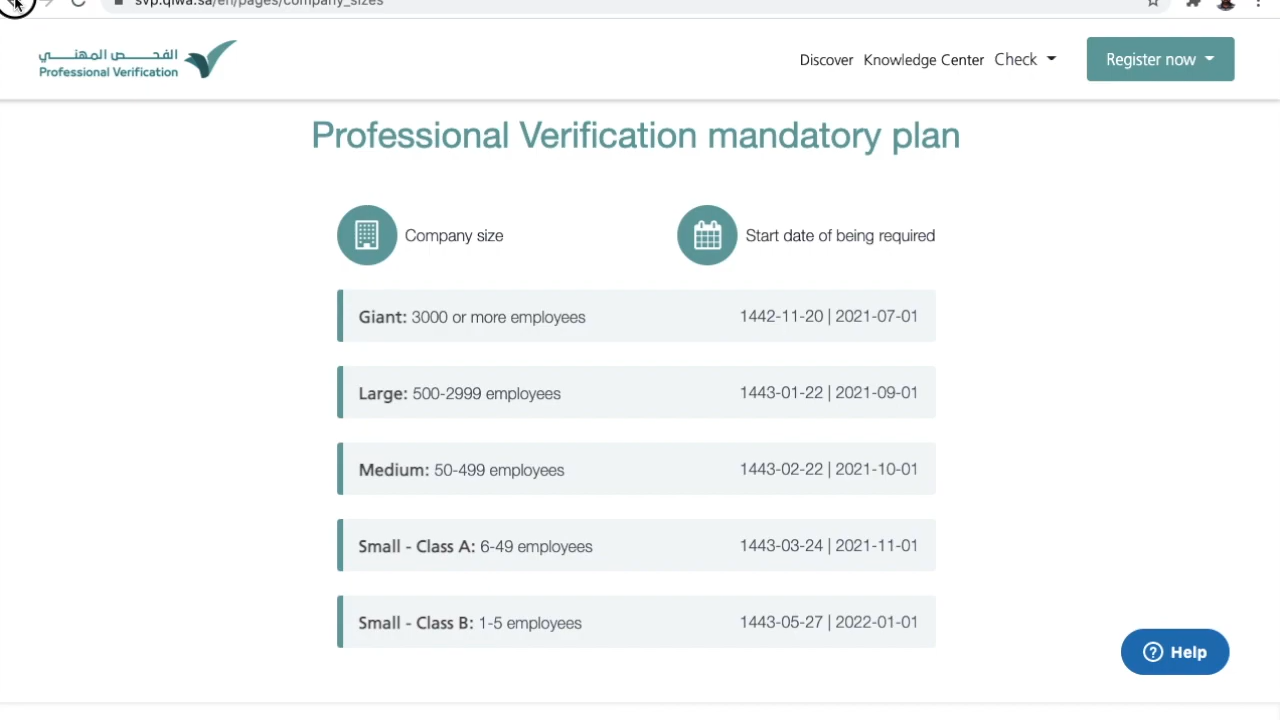 svp.qiwa.sa/en/pages/company_sizes
الفحص المهني
Professional Verification
Discover Knowledge Center Check Register now
Professional Verification mandatory plan
Company size Start date of being required
Giant: 3000 or more employees 1442-11-20 | 2021-07-01
Large: 500-2999 employees 1443-01-22 | 2021-09-01
Medium: 50-499 employees 1443-02-22 | 2021-10-01
Small - Class A: 6-49 employees 1443-03-24 | 2021-11-01
Small - Class B: 1-5 employees 1443-05-27 | 2022-01-01
? Help